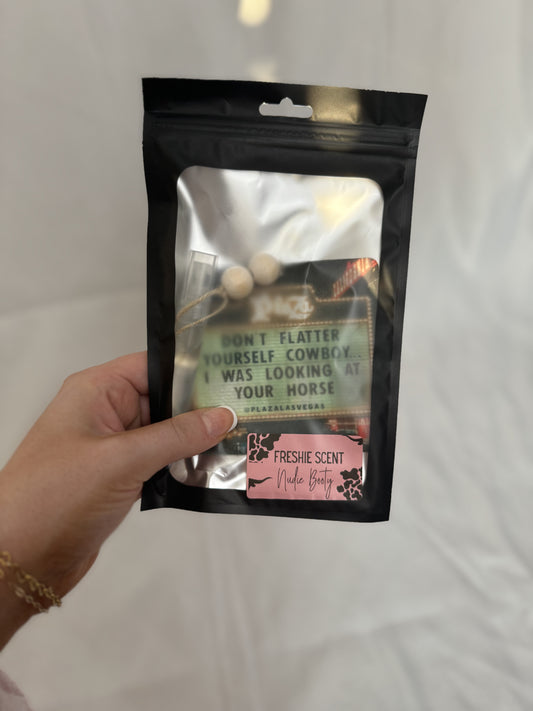 DON'T FLATTER
YOURSELF COWBOY...
I WAS LOOKING AT
YOUR HORSE
@PLAZALASVEGAS
FRESHIE SCENT
Nudie Booty